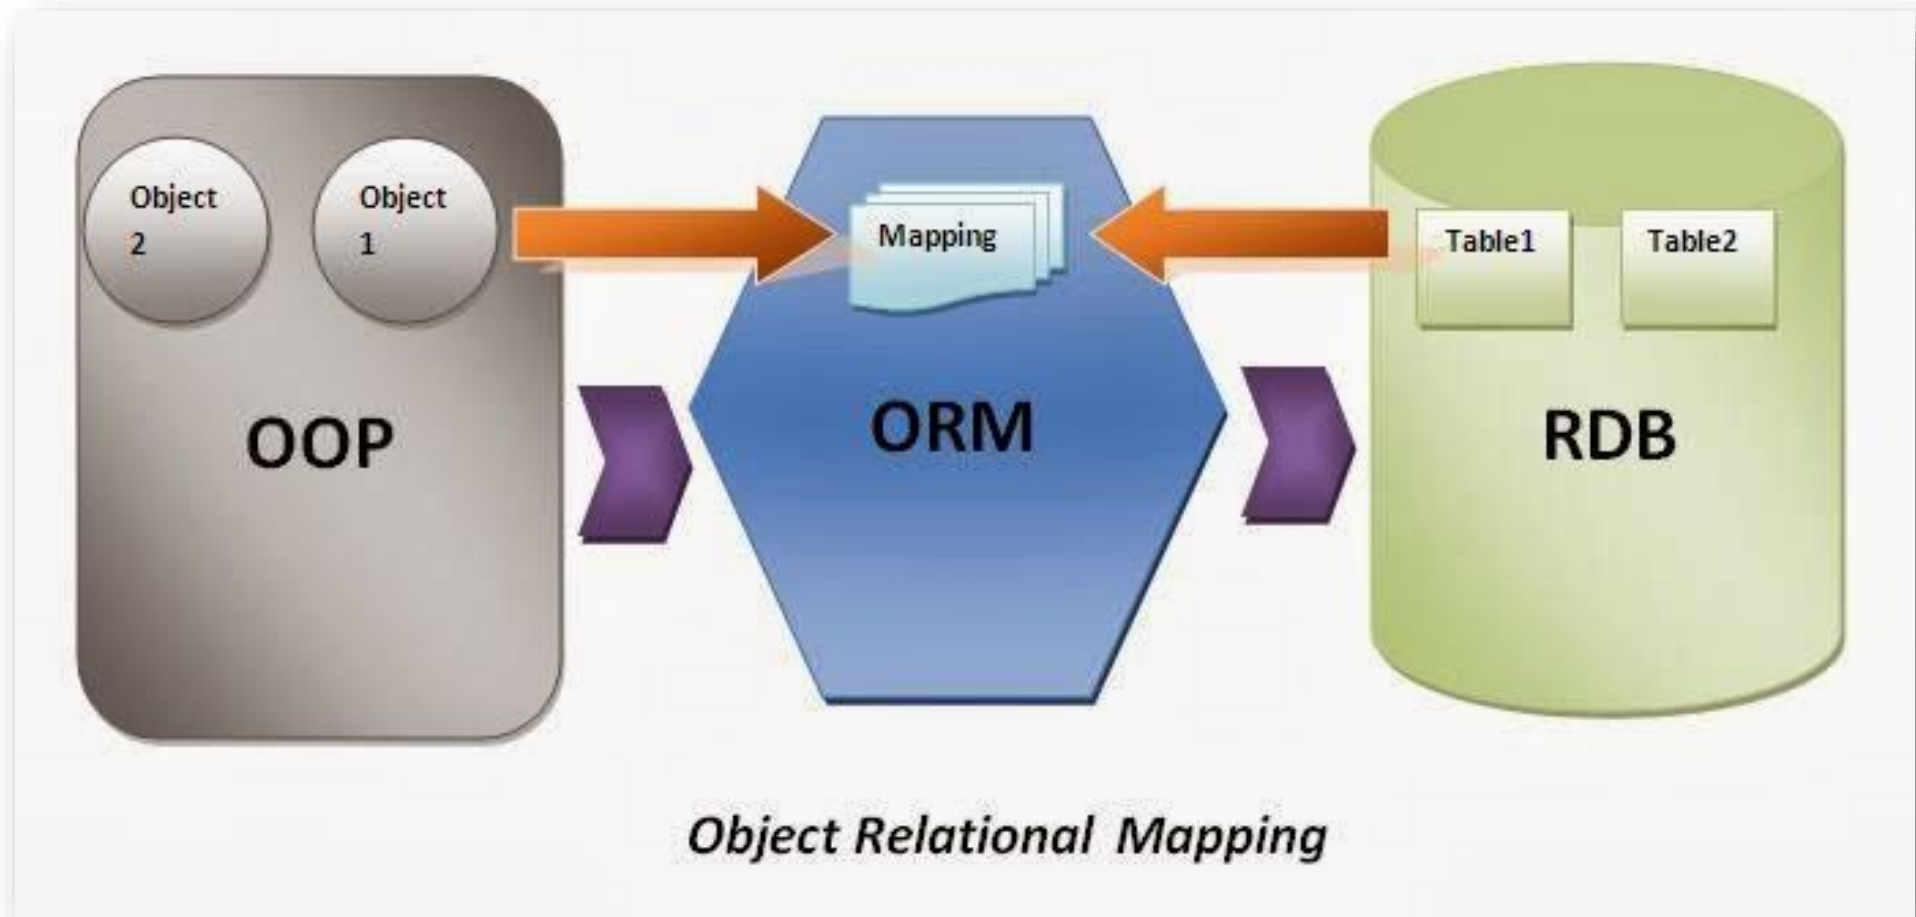 Object
2
Object
1
Mapping
Table1
Table2
OOP
ORM
RDB
Object Relational Mapping